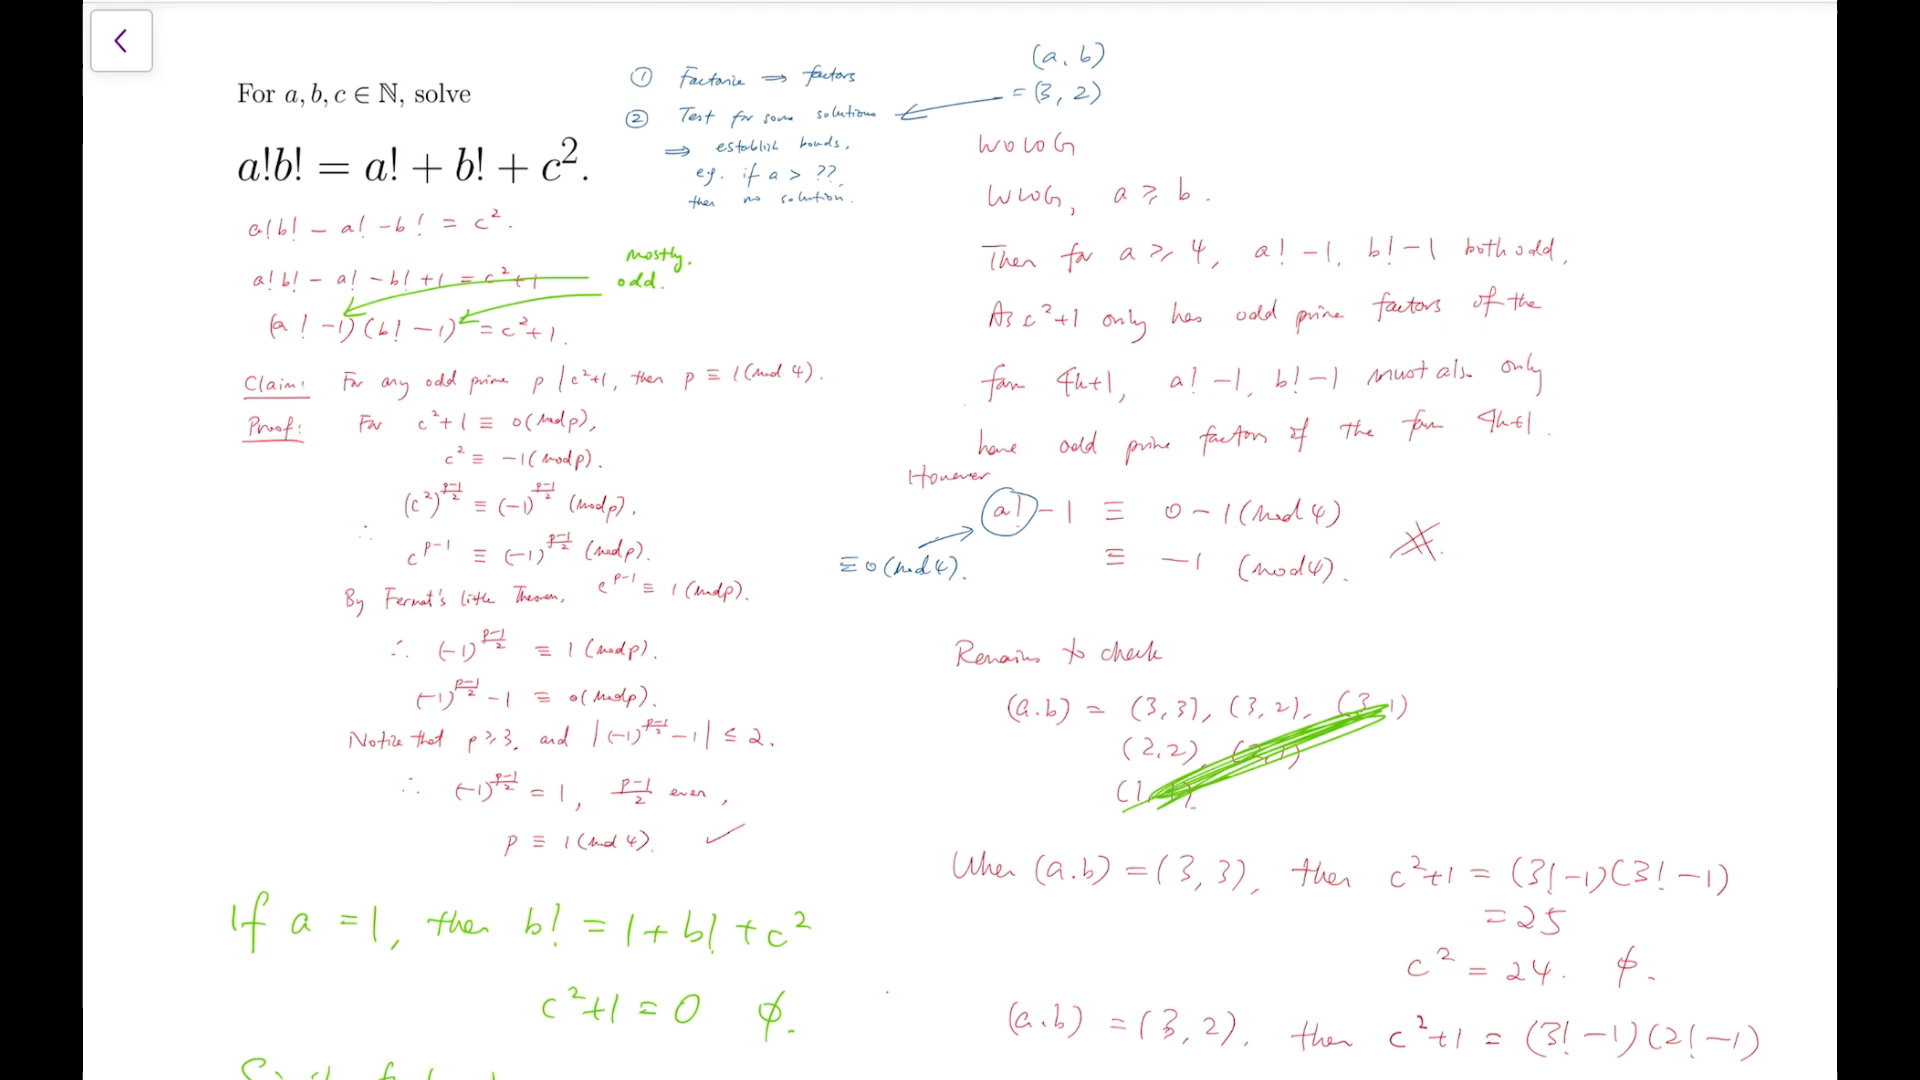 For a, b, c ∈ ℕ, solve
a!b! = a! + b! + c².
a!b! − a! − b! = c².
a!b! − a! − b! + 1 = c² + 1
(a! − 1)(b! − 1) = c² + 1.
mostly.
odd.
① Factorise ⇒ factors
② Test for some solutions
⇒ establish bounds.
eg. if a > ??,
then no solution.
(a, b)
= (3, 2)
Claim: For any odd prime p | c²+1, then p ≡ 1 (mod 4).
Proof: For c² + 1 ≡ 0 (mod p),
c² ≡ −1 (mod p).
(c²)^((p−1)/2) ≡ (−1)^((p−1)/2) (mod p).
∴ c^(p−1) ≡ (−1)^((p−1)/2) (mod p).
By Fermat's little Theorem, c^(p−1) ≡ 1 (mod p).
∴ (−1)^((p−1)/2) ≡ 1 (mod p).
(−1)^((p−1)/2) − 1 ≡ 0 (mod p).
Notice that p ≥ 3, and |(−1)^((p−1)/2) − 1| ≤ 2.
∴ (−1)^((p−1)/2) = 1, (p−1)/2 even,
p ≡ 1 (mod 4). ✓
If a = 1, then b! = 1 + b! + c²
c² + 1 = 0 ∅.
WOLOG
WLOG, a ≥ b.
Then for a ≥ 4, a! − 1, b! − 1 both odd.
As c²+1 only has odd prime factors of the
form 4k+1, a! − 1, b! − 1 must also only
have odd prime factors of the form 4k+1.
However
a! − 1 ≡ 0 − 1 (mod 4)
≡ 0 (mod 4).
≡ −1 (mod 4).
Remains to check
(a.b) = (3,3), (3,2), (3,1)
(2,2), (2,1)
(1,1).
When (a.b) = (3,3), then c²+1 = (3!−1)(3!−1)
= 25
c² = 24. ∅.
(a.b) = (3,2), then c²+1 = (3!−1)(2!−1)